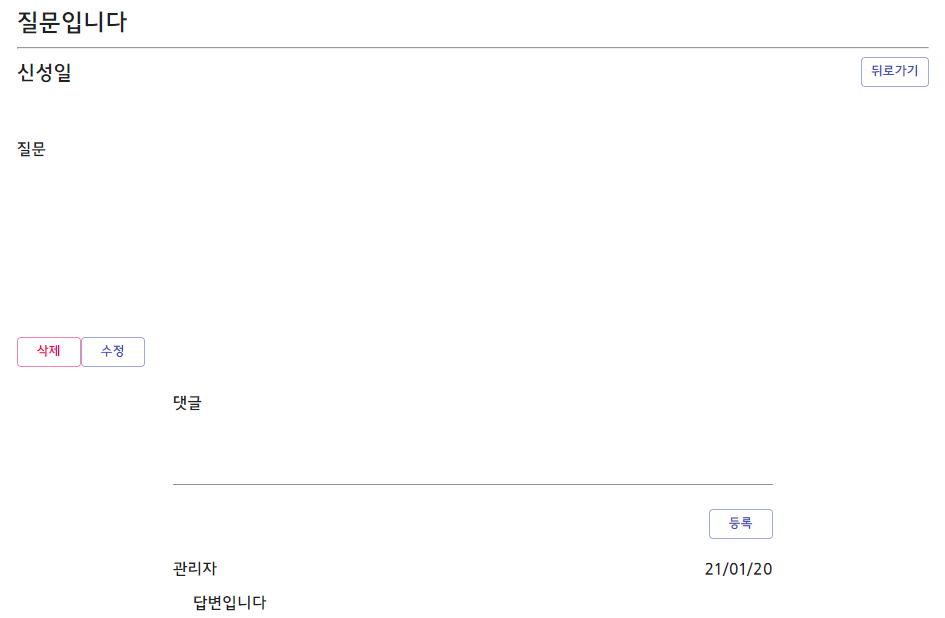 질문입니다
신성일 뒤로가기
질문
삭제 수정
댓글
등록
관리자 21/01/20
답변입니다